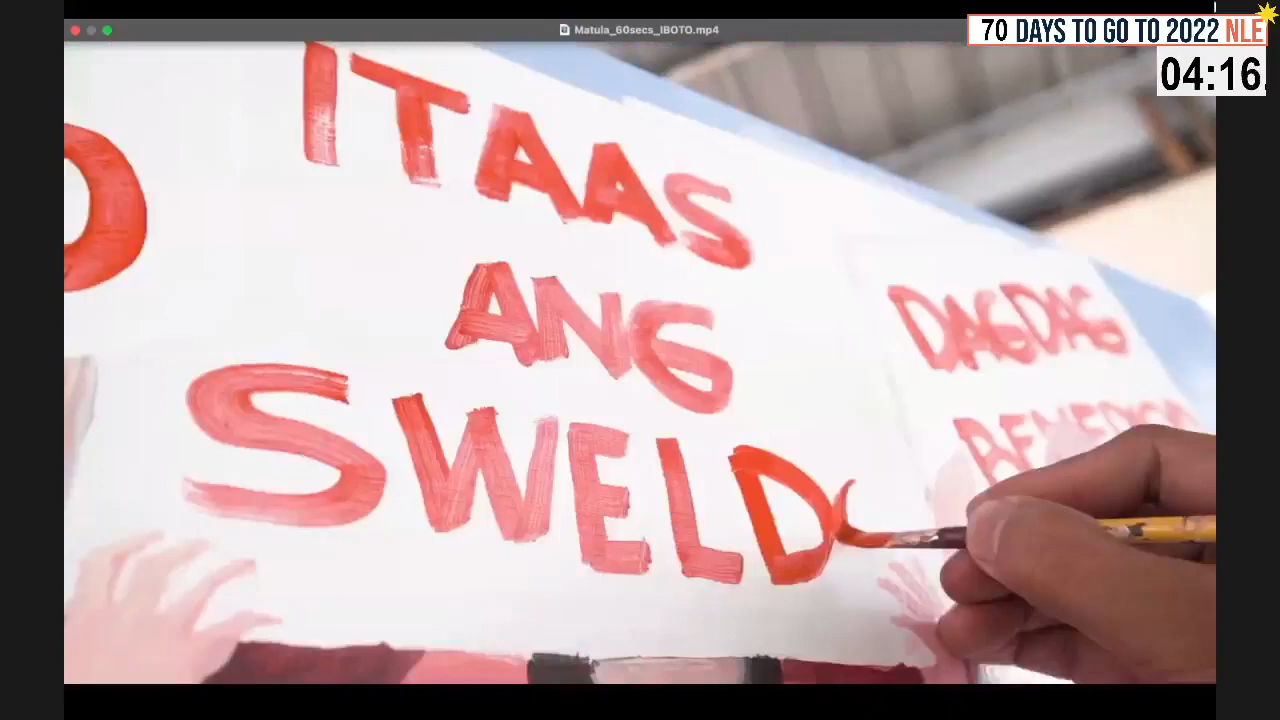 Matula_60secs_IBOTO.mp4
70 DAYS TO GO TO 2022 NLE
04:16
ITAAS
ANG
SWELD
DAGDAG